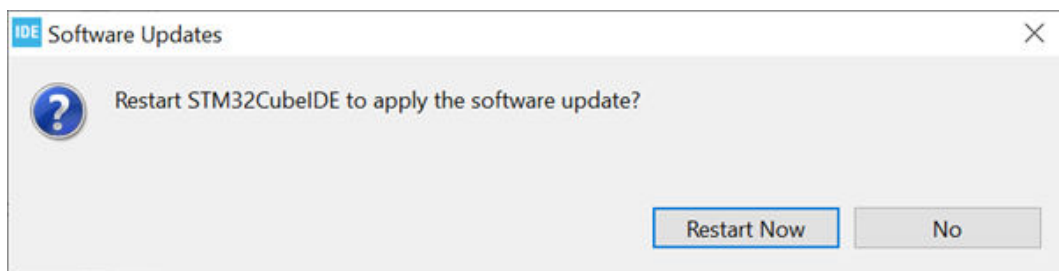 IDE Software Updates
Restart STM32CubeIDE to apply the software update?
Restart Now No